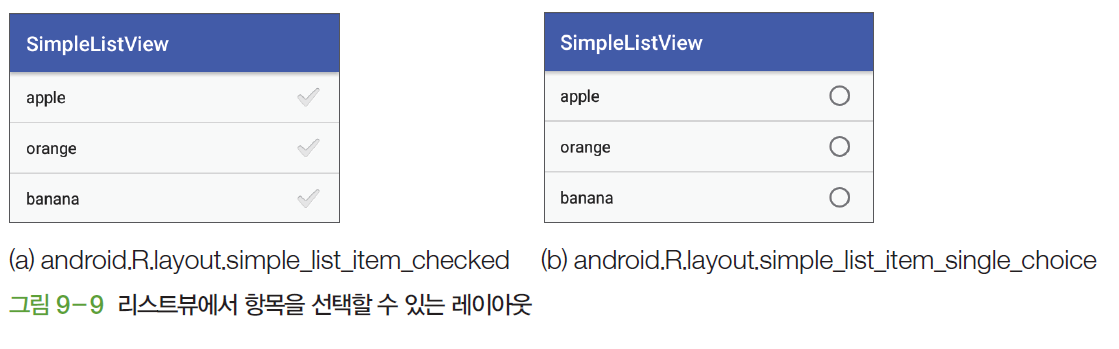 SimpleListView
apple
orange
banana
SimpleListView
apple
orange
banana
(a) android.R.layout.simple_list_item_checked
(b) android.R.layout.simple_list_item_single_choice
그림 9-9 리스트뷰에서 항목을 선택할 수 있는 레이아웃